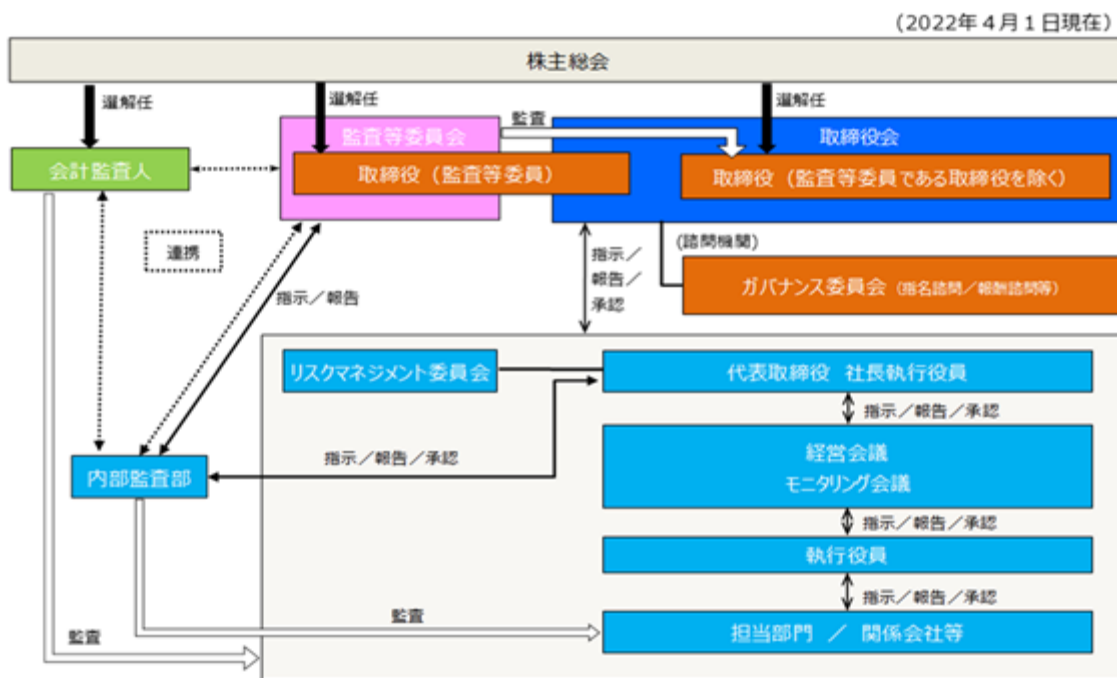 （2022年４月１日現在）
株主総会
選解任
選解任
選解任
監査
監査等委員会
取締役会
会計監査人
取締役（監査等委員）
取締役（監査等委員である取締役を除く）
連携
指示／報告
指示／
報告／
承認
(諮問機関)
ガバナンス委員会（指名諮問／報酬諮問等）
リスクマネジメント委員会
代表取締役　社長執行役員
指示／報告／承認
経営会議
モニタリング会議
指示／報告／承認
内部監査部
指示／報告／承認
執行役員
指示／報告／承認
監査
担当部門　／　関係会社等
監査